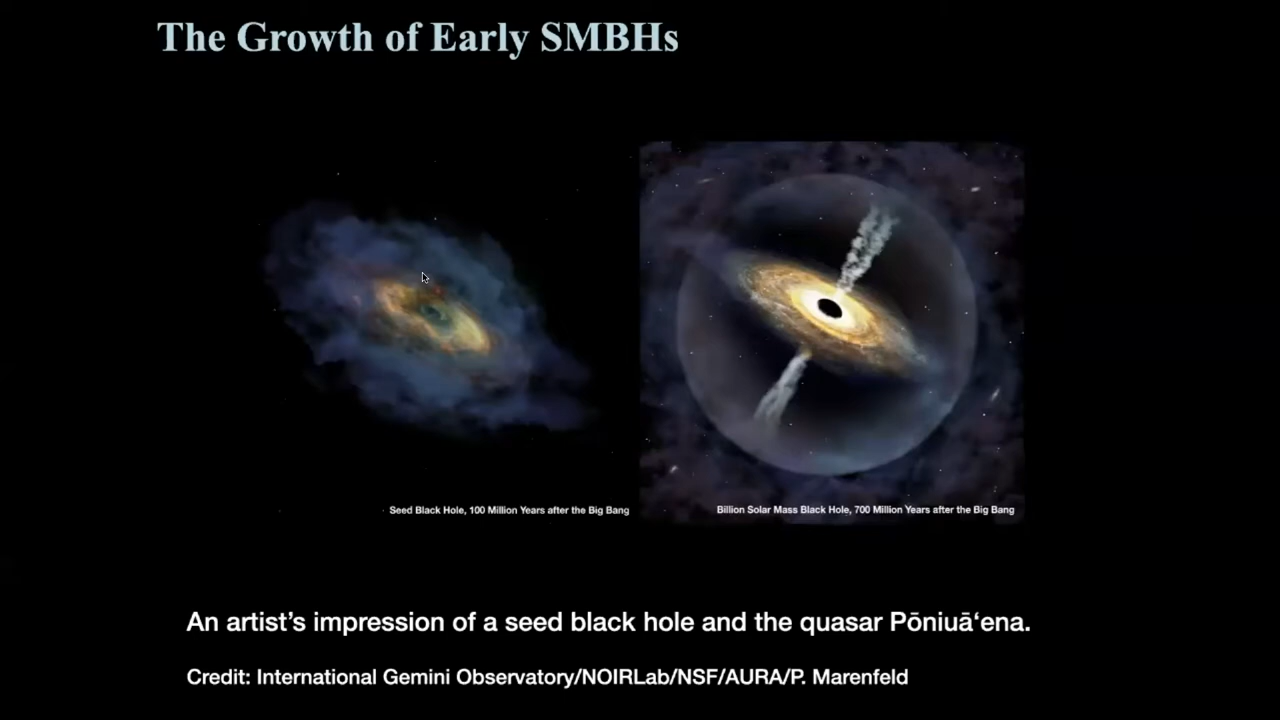 The Growth of Early SMBHs
Seed Black Hole, 100 Million Years after the Big Bang
Billion Solar Mass Black Hole, 700 Million Years after the Big Bang
An artist’s impression of a seed black hole and the quasar Pōniuāʻena.
Credit: International Gemini Observatory/NOIRLab/NSF/AURA/P. Marenfeld